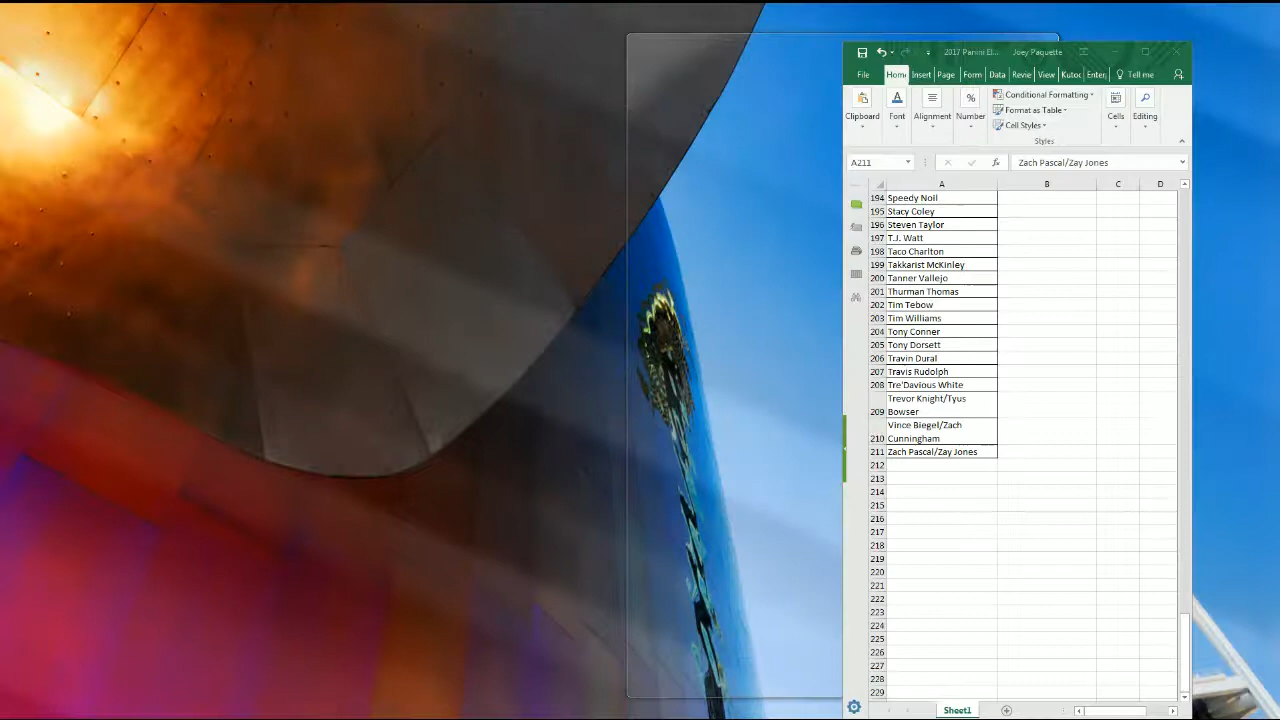 2017 Panini El... Joey Paquette
File Home Insert Page Form Data Revie View Kutoo Enter Tell me
Clipboard Font Alignment Number Conditional Formatting Format as Table Cell Styles Cells Editing
Styles
A211 fx Zach Pascal/Zay Jones
A B C D
194 Speedy Noil
195 Stacy Coley
196 Steven Taylor
197 T.J. Watt
198 Taco Charlton
199 Takkarist McKinley
200 Tanner Vallejo
201 Thurman Thomas
202 Tim Tebow
203 Tim Williams
204 Tony Conner
205 Tony Dorsett
206 Travin Dural
207 Travis Rudolph
208 Tre'Davious White
Trevor Knight/Tyus
209 Bowser
Vince Biegel/Zach
210 Cunningham
211 Zach Pascal/Zay Jones
212
213
214
215
216
217
218
219
220
221
222
223
224
225
226
227
228
229
Sheet1